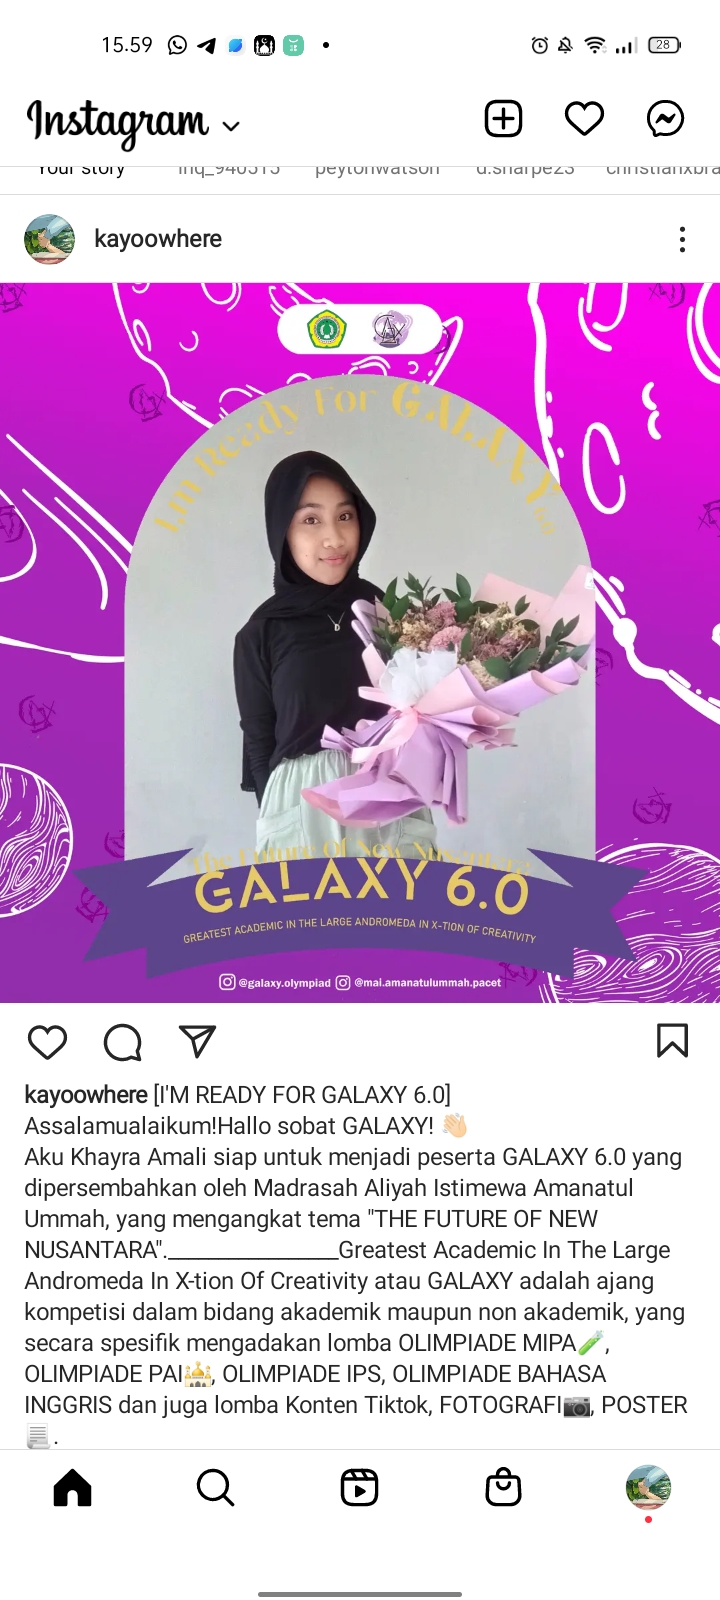 15.59
28
Instagram
Your story
inq_940515
peytonwatson
d.sharpe23
christianxbra
kayoowhere
I,m Ready For GALAXY
The Future Of New Nusantara
GALAXY 6.0
GREATEST ACADEMIC IN THE LARGE ANDROMEDA IN X-TION OF CREATIVITY
@galaxy.olympiad @mai.amanatulummah.pacet
kayoowhere [I'M READY FOR GALAXY 6.0]
Assalamualaikum!Hallo sobat GALAXY! 👋🏻
Aku Khayra Amali siap untuk menjadi peserta GALAXY 6.0 yang
dipersembahkan oleh Madrasah Aliyah Istimewa Amanatul
Ummah, yang mengangkat tema "THE FUTURE OF NEW
NUSANTARA".________________Greatest Academic In The Large
Andromeda In X-tion Of Creativity atau GALAXY adalah ajang
kompetisi dalam bidang akademik maupun non akademik, yang
secara spesifik mengadakan lomba OLIMPIADE MIPA🧪,
OLIMPIADE PAI🕌, OLIMPIADE IPS, OLIMPIADE BAHASA
INGGRIS dan juga lomba Konten Tiktok, FOTOGRAFI📷, POSTER
📃.